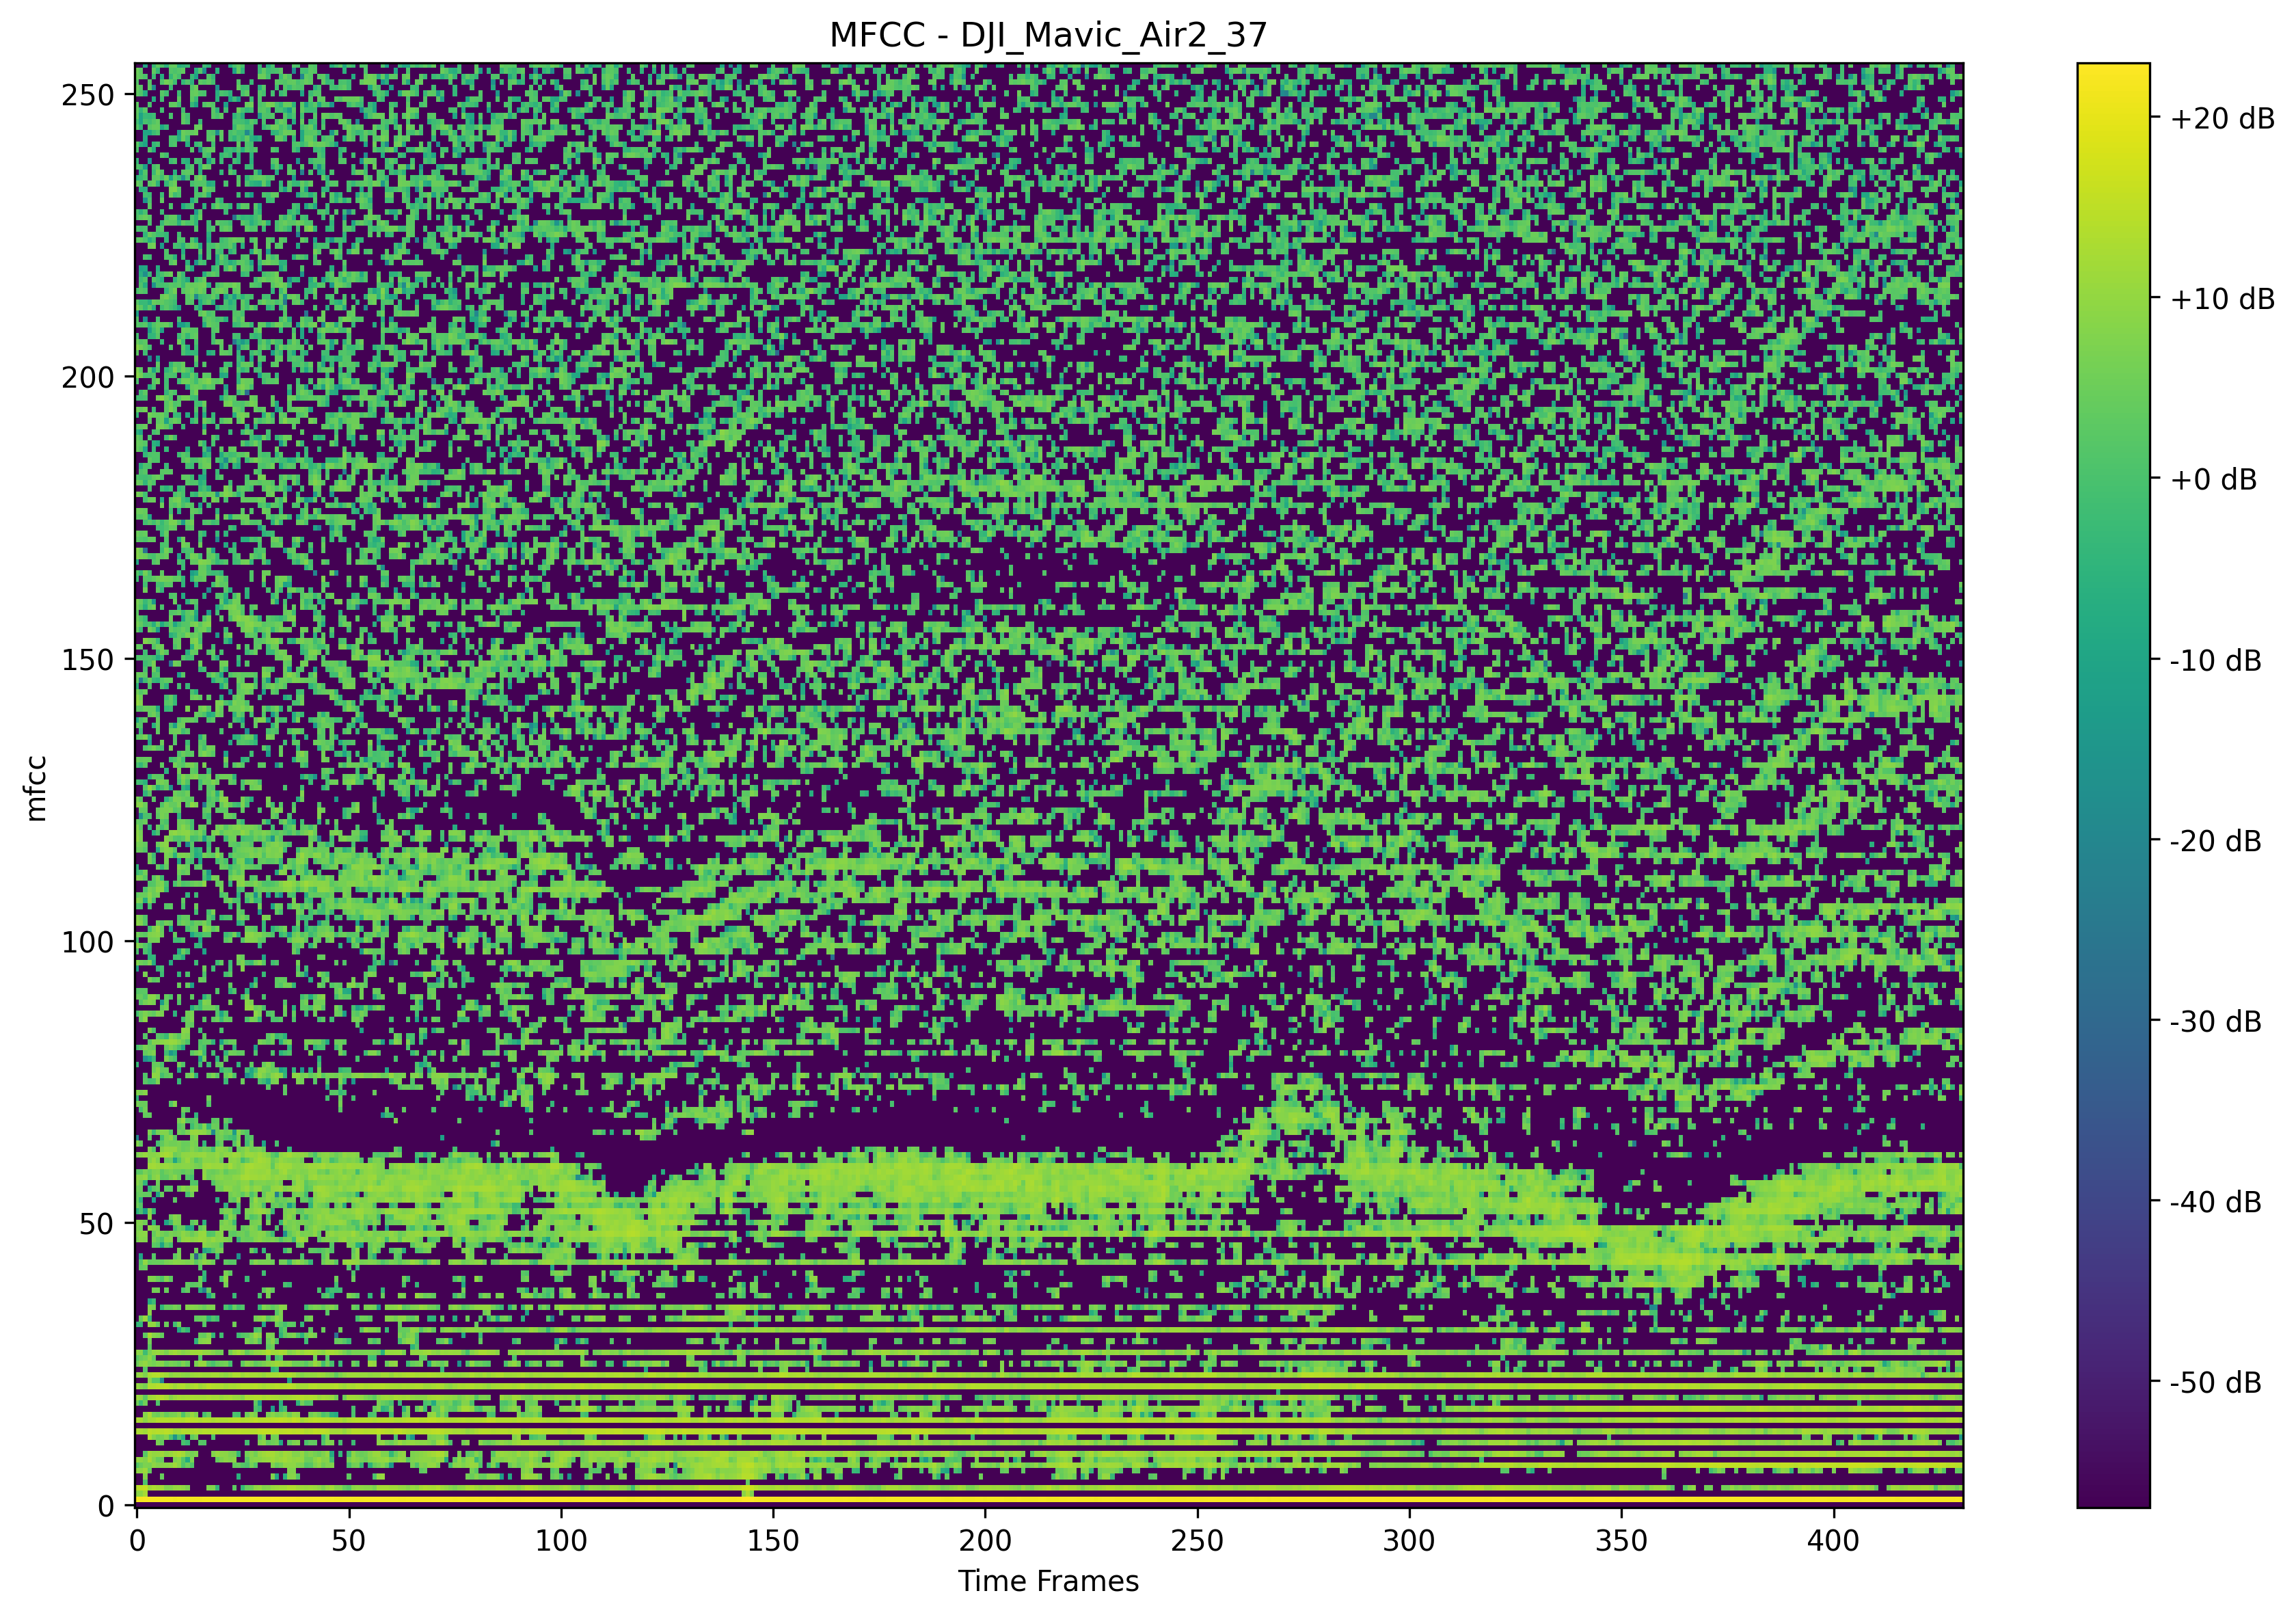 MFCC - DJI_Mavic_Air2_37
250
200
150
100
50
0
mfcc
0 50 100 150 200 250 300 350 400
Time Frames
+20 dB
+10 dB
+0 dB
-10 dB
-20 dB
-30 dB
-40 dB
-50 dB